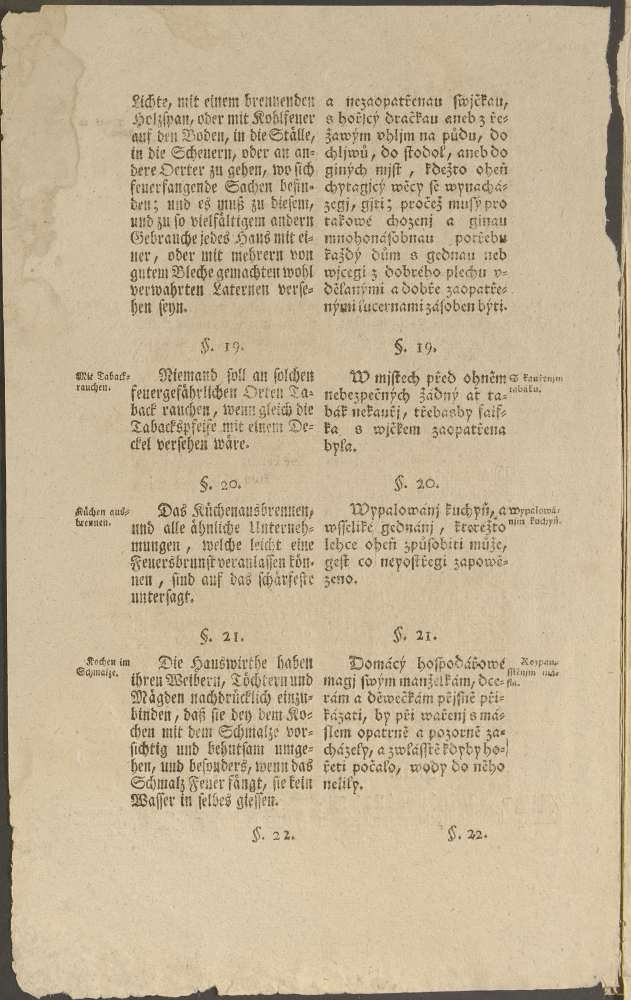 Lichte, mit einem brennenden
Holzspan, oder mit Kohlfeuer
auf den Boden, in die Ställe,
in die Scheuern, oder an an-
dere Oerter zu gehen, wo sich
feuerfangende Sachen befin-
den; und es muß zu diesem,
und zu so vielfältigem andern
Gebrauche jedes Haus mit ei-
ner, oder mit mehrern von
gutem Bleche gemachten wohl
verwahrten Laternen verse-
hen seyn.
§. 19.
Mit Taback-
rauchen.
Niemand soll an solchen
feuergefährlichen Orten Ta-
back rauchen, wenn gleich die
Tabackspfeife mit einem De-
ckel versehen wäre.
§. 20.
Küchen aus-
brennen.
Das Küchenausbrennen,
und alle ähnliche Unterneh-
mungen, welche leicht eine
Feuersbrunst veranlassen kön-
nen, sind auf das schärfeste
untersagt.
§. 21.
Kochen im
Schmalze.
Die Hauswirthe haben
ihren Weibern, Töchtern und
Mägden nachdrücklich einzu-
binden, daß sie bey dem Ko-
chen mit dem Schmalze vor-
sichtig und behutsam umge-
hen, und besonders, wenn das
Schmalz Feuer fängt, sie kein
Wasser in selbes giessen.
§. 22.
a nezaopatřenau swjčkau,
s hořjcý dračkau aneb z ře-
žawým vhljm na půdu, do
chljwů, do stodol, aneb do
giných mjst, kdežto oheň
chytagjcý wěcy se wynachá-
zegj, gjti; pročež musý pro
takowé chozenj a ginau
mnohonásobnau potřebu
každý dům s gednau neb
wjcegi z dobrého plechu v-
dělanými a dobře zaopatře-
nými lucernami zásoben býti.
§. 19.
W mjstech před ohněm
nebezpečných žádný ať ta-
bák nekauřj, třebasby faif-
ka s wjčkem zaopatřena
byla.
S kauřenjm
tabáku.
§. 20.
Wypalowánj kuchyň, a
wsseliké gednánj, kterežto
lehce oheň způsobiti může,
gest co neyostřegi zapowě-
zeno.
wypalowá-
njm kuchyň.
§. 21.
Domácý hospodářowé
magj swým manželkám, dce-
rám a děwečkám přjsně při-
kázati, by při wařenj s má-
slem opatrně a pozorně za-
cházely, a zwlásstě kdyby ho-
řeti počalo, wody do něho
nelily.
Rozpau-
sstěnjm má-
sla.
§. 22.